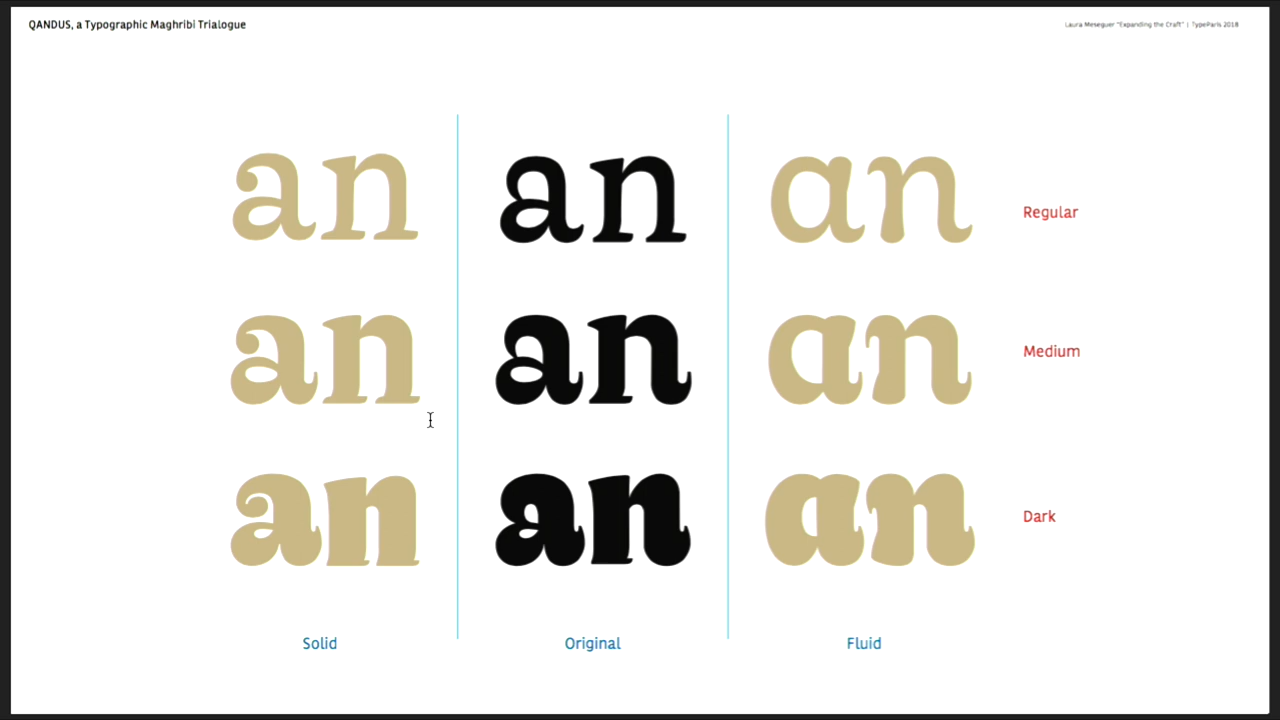 QANDUS, a Typographic Maghribi Trialogue
Laura Meseguer "Expanding the Craft" | TypeParis 2018
an an an Regular
an an an Medium
an an an Dark
Solid Original Fluid